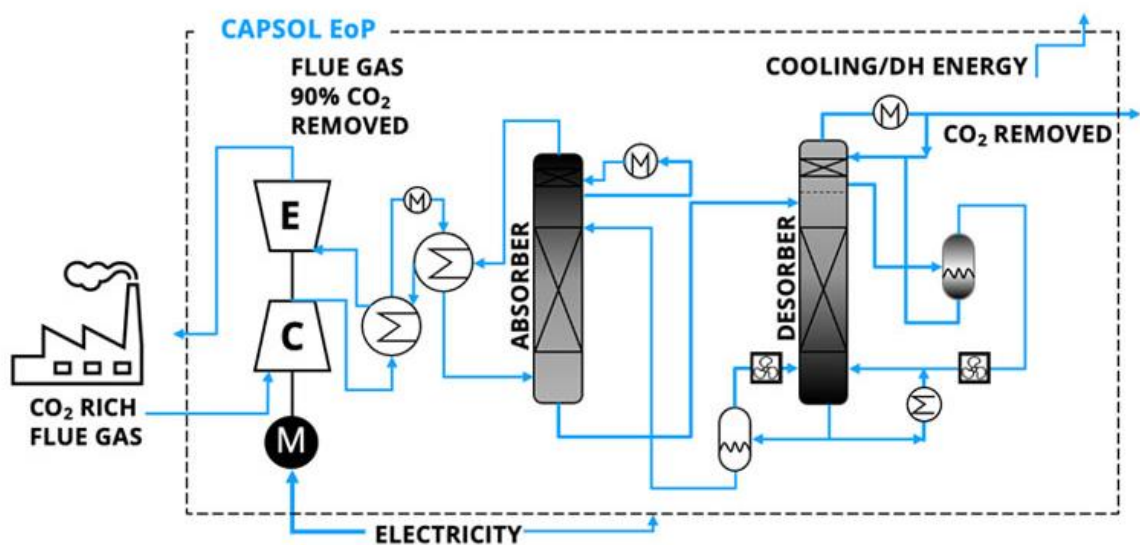 CAPSOL EoP
FLUE GAS
90% CO₂
REMOVED
COOLING/DH ENERGY
CO₂ REMOVED
M
M
M
E
C
ABSORBER
DESORBER
CO₂ RICH
FLUE GAS
M
ELECTRICITY